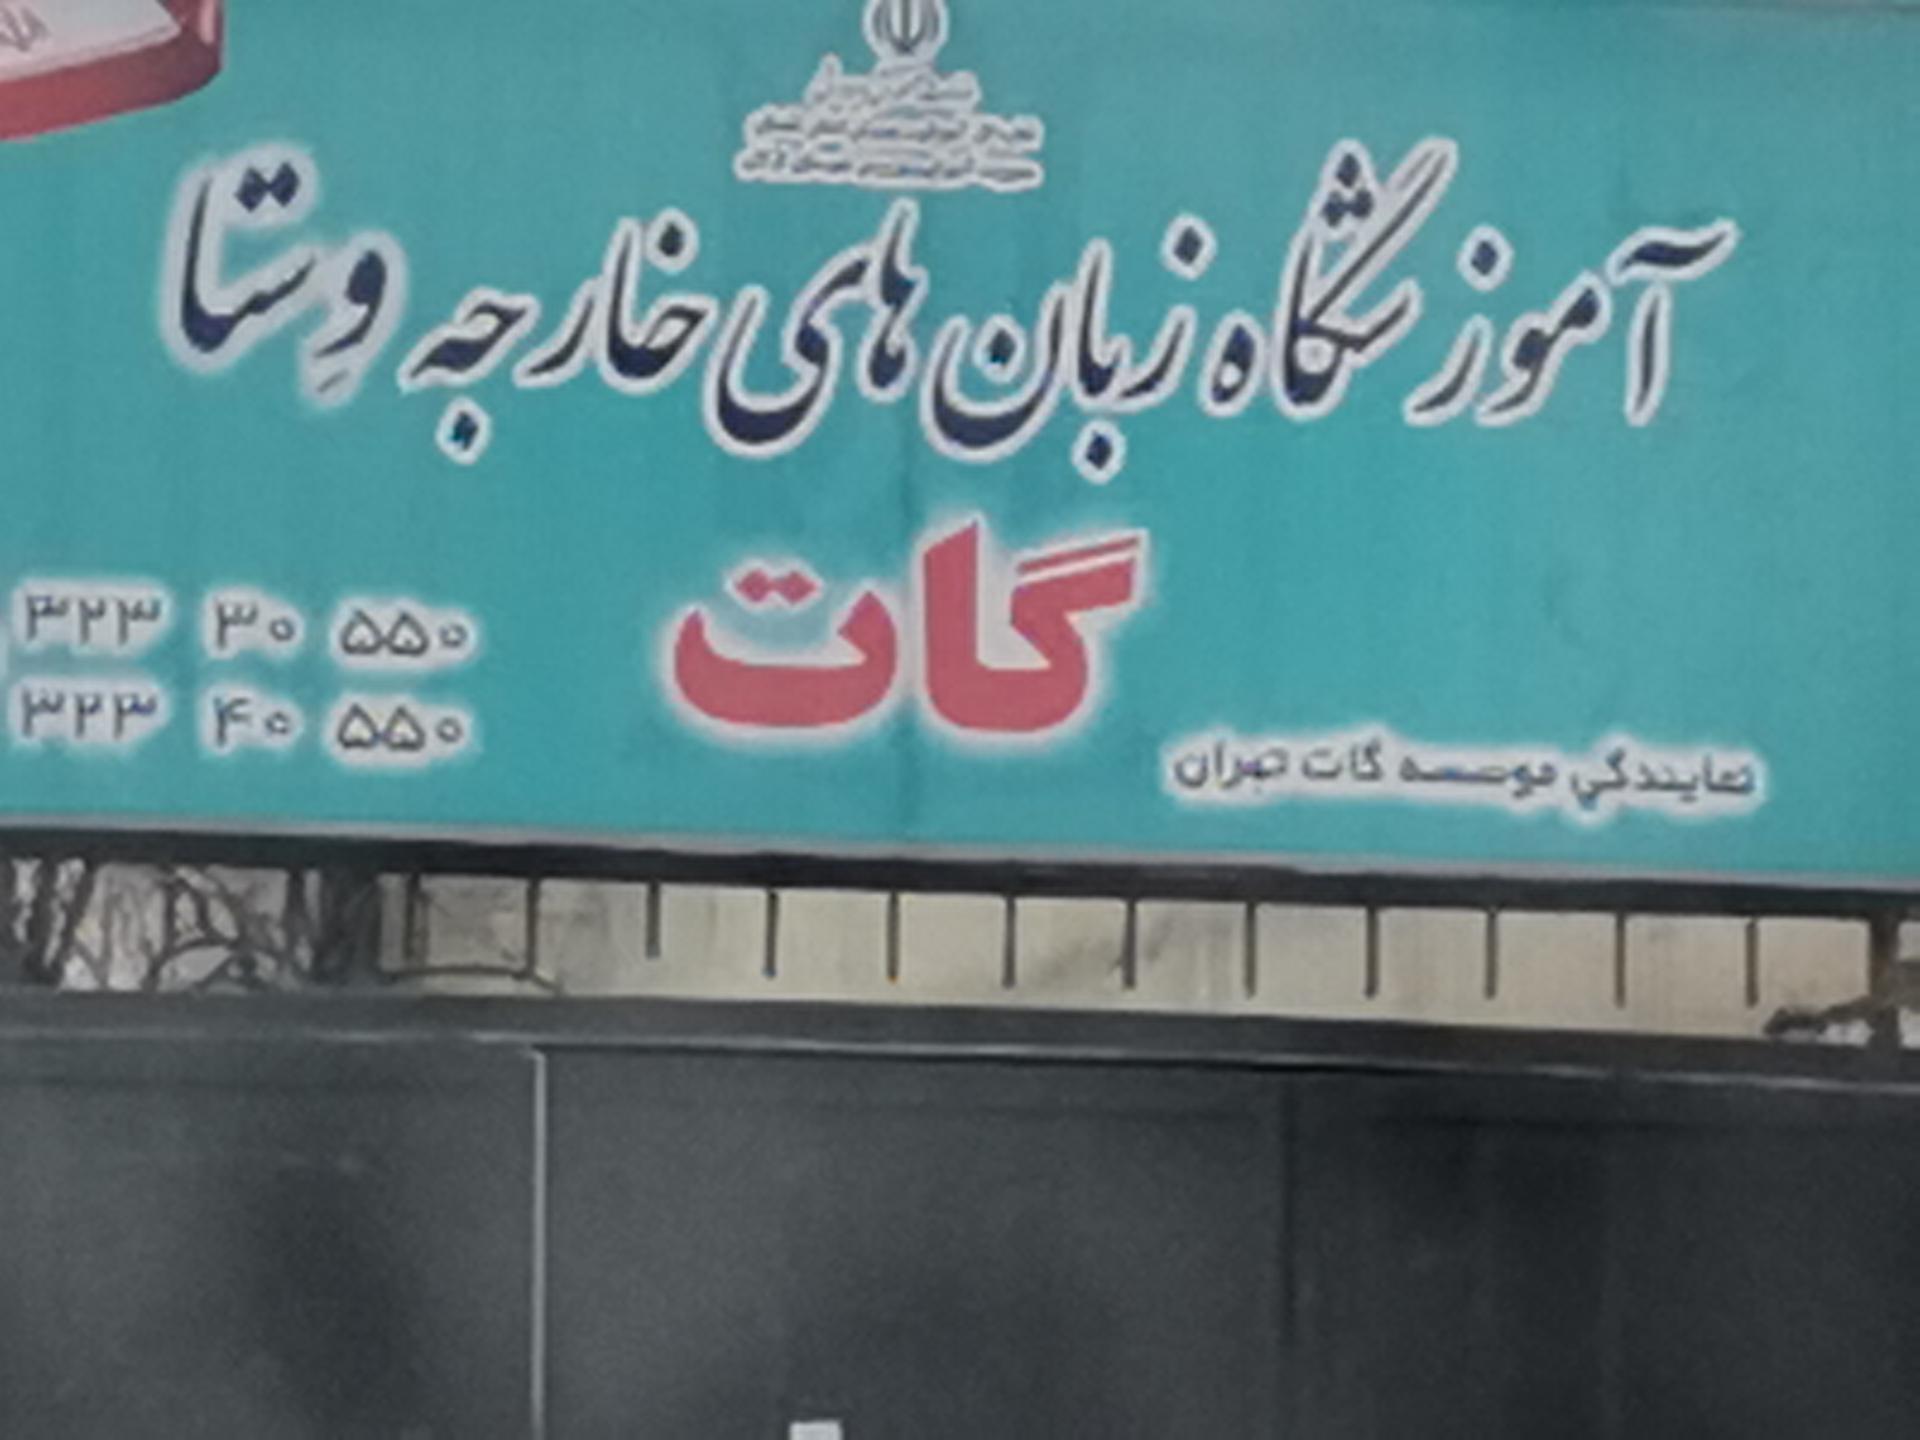 آموزشگاه زبان های خارجه وِستا
گات
۳۲۳ ۳۰ ۵۵۰
۳۲۳ ۴۰ ۵۵۰
نمایندگی موسسه گات تهران